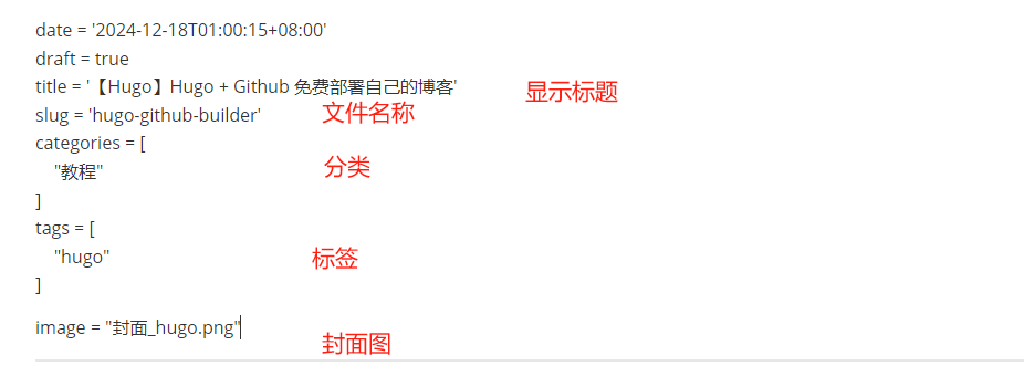 date = '2024-12-18T01:00:15+08:00'
draft = true
title = '【Hugo】Hugo + Github 免费部署自己的博客'
显示标题
slug = 'hugo-github-builder'
文件名称
categories = [
"教程"
分类
]
tags = [
"hugo"
标签
]
image = "封面_hugo.png"
封面图